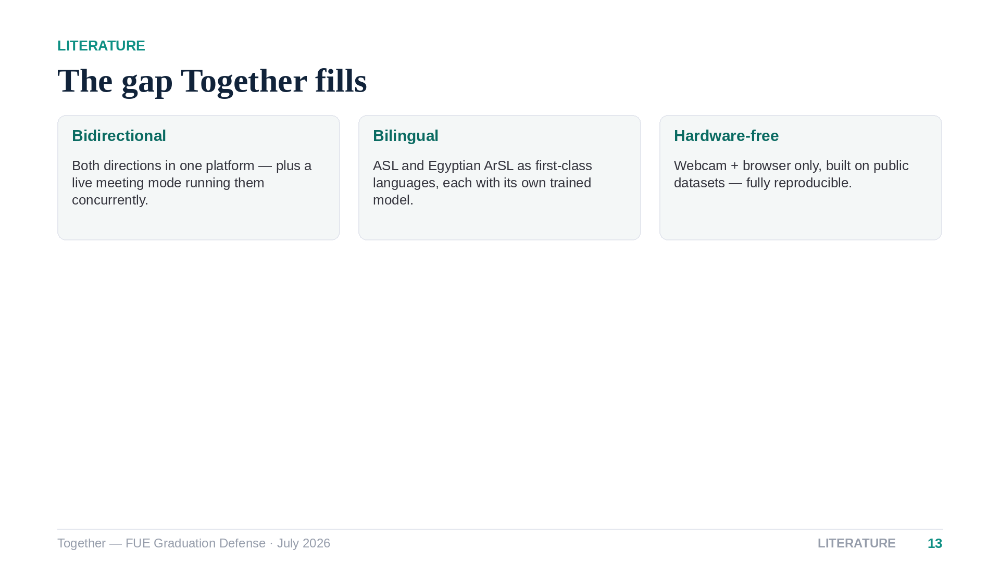 LITERATURE
The gap Together fills
Bidirectional
Both directions in one platform — plus a
live meeting mode running them
concurrently.
Bilingual
ASL and Egyptian ArSL as first-class
languages, each with its own trained
model.
Hardware-free
Webcam + browser only, built on public
datasets — fully reproducible.
Together — FUE Graduation Defense · July 2026
LITERATURE
13